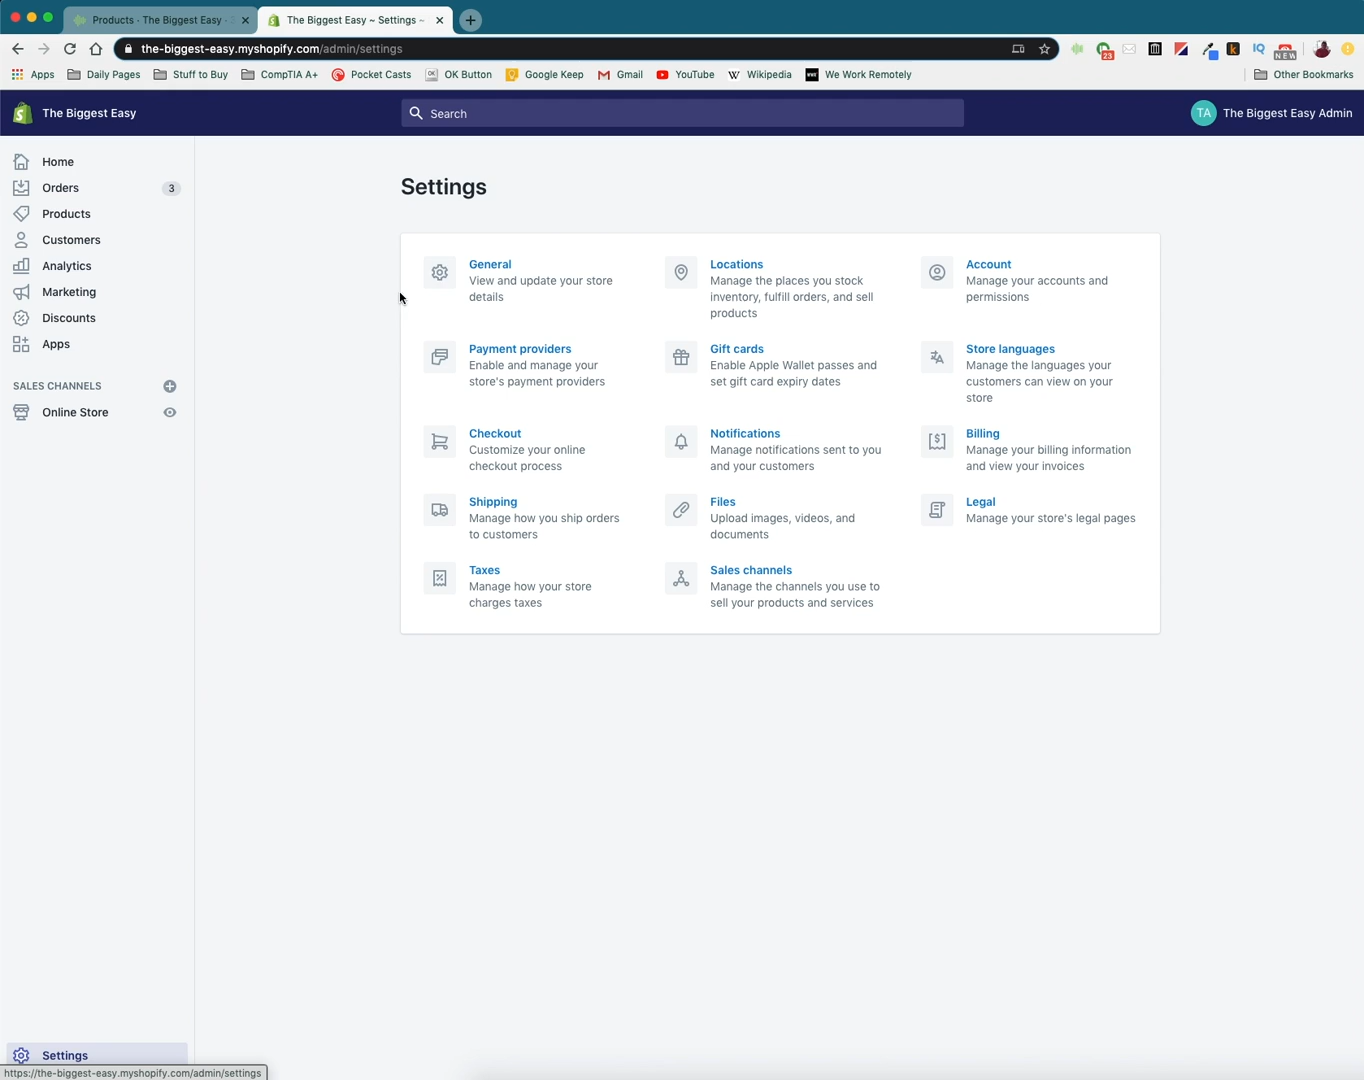 Products · The Biggest Easy ·
The Biggest Easy ~ Settings ~
the-biggest-easy.myshopify.com/admin/settings
23
IQ
NEW
Apps
Daily Pages
Stuff to Buy
CompTIA A+
Pocket Casts
OK
OK Button
Google Keep
Gmail
YouTube
W
Wikipedia
We Work Remotely
Other Bookmarks
The Biggest Easy
Search
TA
The Biggest Easy Admin
Home
Orders
3
Products
Customers
Analytics
Marketing
Discounts
Apps
SALES CHANNELS
Online Store
Settings
General
View and update your store
details
Locations
Manage the places you stock
inventory, fulfill orders, and sell
products
Account
Manage your accounts and
permissions
Payment providers
Enable and manage your
store's payment providers
Gift cards
Enable Apple Wallet passes and
set gift card expiry dates
Store languages
Manage the languages your
customers can view on your
store
Checkout
Customize your online
checkout process
Notifications
Manage notifications sent to you
and your customers
Billing
Manage your billing information
and view your invoices
Shipping
Manage how you ship orders
to customers
Files
Upload images, videos, and
documents
Legal
Manage your store's legal pages
Taxes
Manage how your store
charges taxes
Sales channels
Manage the channels you use to
sell your products and services
Settings
https://the-biggest-easy.myshopify.com/admin/settings